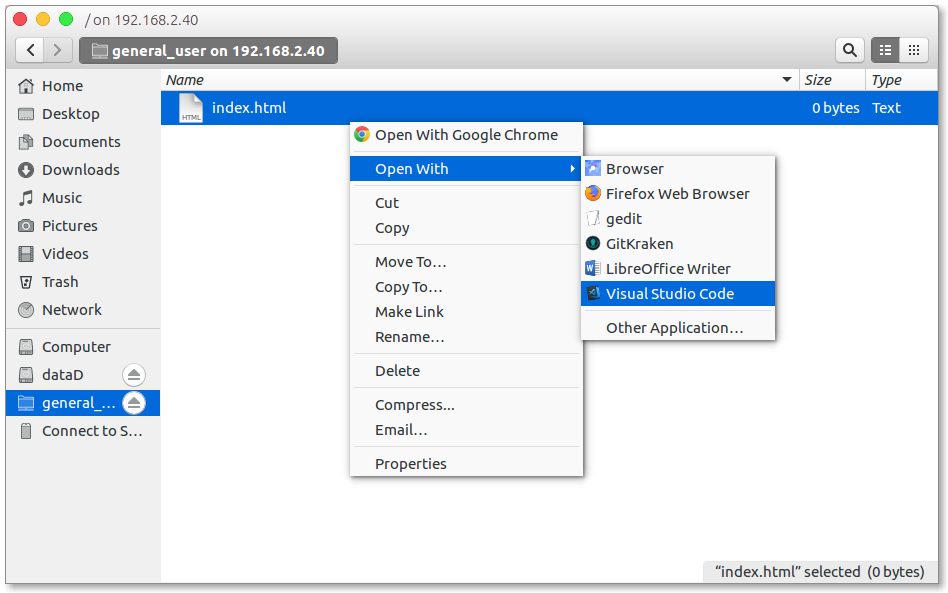 / on 192.168.2.40
general_user on 192.168.2.40
Name Size Type
HTML index.html 0 bytes Text
Home
Desktop
Documents
Downloads
Music
Pictures
Videos
Trash
Network
Computer
dataD
general_...
Connect to S...
Open With Google Chrome
Open With
Cut
Copy
Move To...
Copy To...
Make Link
Rename...
Delete
Compress...
Email...
Properties
Browser
Firefox Web Browser
gedit
GitKraken
W LibreOffice Writer
Visual Studio Code
Other Application...
“index.html” selected (0 bytes)